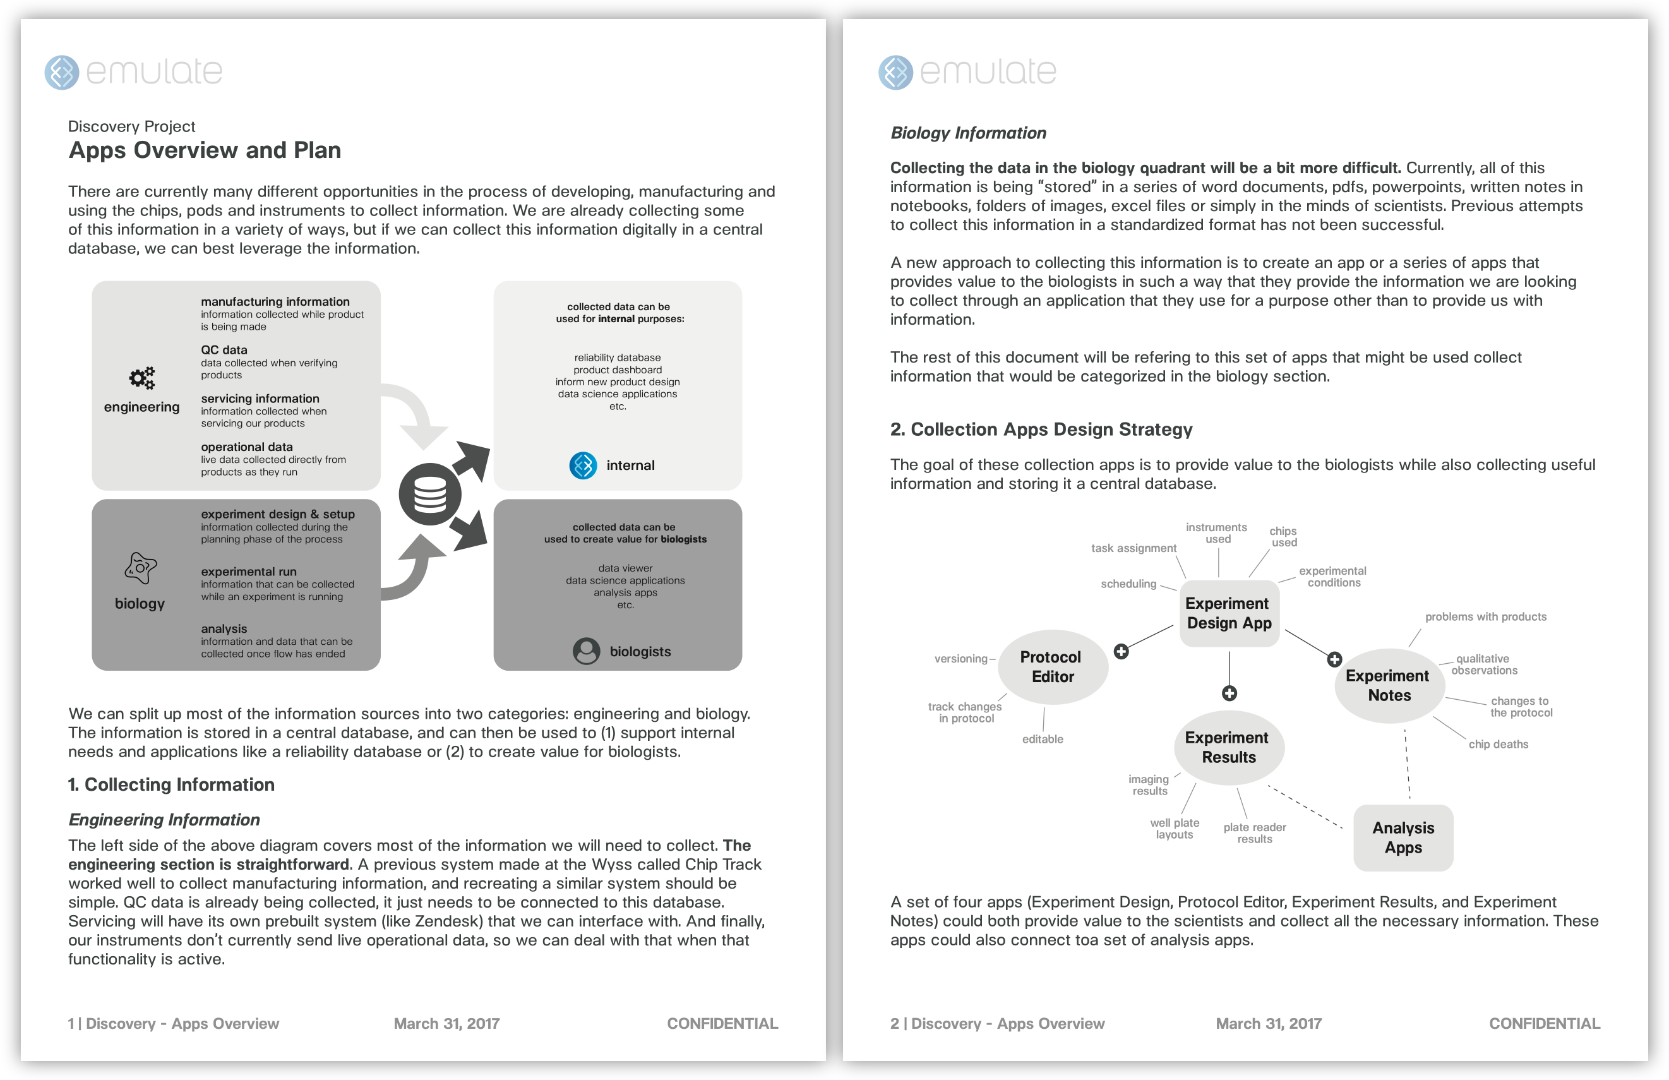 emulate
Discovery Project
Apps Overview and Plan
There are currently many different opportunities in the process of developing, manufacturing and
using the chips, pods and instruments to collect information. We are already collecting some
of this information in a variety of ways, but if we can collect this information digitally in a central
database, we can best leverage the information.
engineering
manufacturing information
information collected while product
is being made
QC data
data collected when verifying
products
servicing information
information collected when
servicing our products
operational data
live data collected directly from
products as they run
collected data can be
used for internal purposes:
reliability database
product dashboard
inform new product design
data science applications
etc.
internal
biology
experiment design & setup
information collected during the
planning phase of the process
experimental run
information that can be collected
while an experiment is running
analysis
information and data that can be
collected once flow has ended
collected data can be
used to create value for biologists
data viewer
data science applications
analysis apps
etc.
biologists
We can split up most of the information sources into two categories: engineering and biology.
The information is stored in a central database, and can then be used to (1) support internal
needs and applications like a reliability database or (2) to create value for biologists.
1. Collecting Information
Engineering Information
The left side of the above diagram covers most of the information we will need to collect. The
engineering section is straightforward. A previous system made at the Wyss called Chip Track
worked well to collect manufacturing information, and recreating a similar system should be
simple. QC data is already being collected, it just needs to be connected to this database.
Servicing will have its own prebuilt system (like Zendesk) that we can interface with. And finally,
our instruments don't currently send live operational data, so we can deal with that when that
functionality is active.
1 | Discovery - Apps Overview
March 31, 2017
CONFIDENTIAL
emulate
Biology Information
Collecting the data in the biology quadrant will be a bit more difficult. Currently, all of this
information is being “stored” in a series of word documents, pdfs, powerpoints, written notes in
notebooks, folders of images, excel files or simply in the minds of scientists. Previous attempts
to collect this information in a standardized format has not been successful.
A new approach to collecting this information is to create an app or a series of apps that
provides value to the biologists in such a way that they provide the information we are looking
to collect through an application that they use for a purpose other than to provide us with
information.
The rest of this document will be refering to this set of apps that might be used collect
information that would be categorized in the biology section.
2. Collection Apps Design Strategy
The goal of these collection apps is to provide value to the biologists while also collecting useful
information and storing it a central database.
instruments
used
chips
used
task assignment
scheduling
experimental
conditions
Experiment
Design App
problems with products
versioning
Protocol
Editor
track changes
in protocol
editable
Experiment
Notes
qualitative
observations
changes to
the protocol
chip deaths
Experiment
Results
imaging
results
well plate
layouts
plate reader
results
Analysis
Apps
A set of four apps (Experiment Design, Protocol Editor, Experiment Results, and Experiment
Notes) could both provide value to the scientists and collect all the necessary information. These
apps could also connect toa set of analysis apps.
2 | Discovery - Apps Overview
March 31, 2017
CONFIDENTIAL